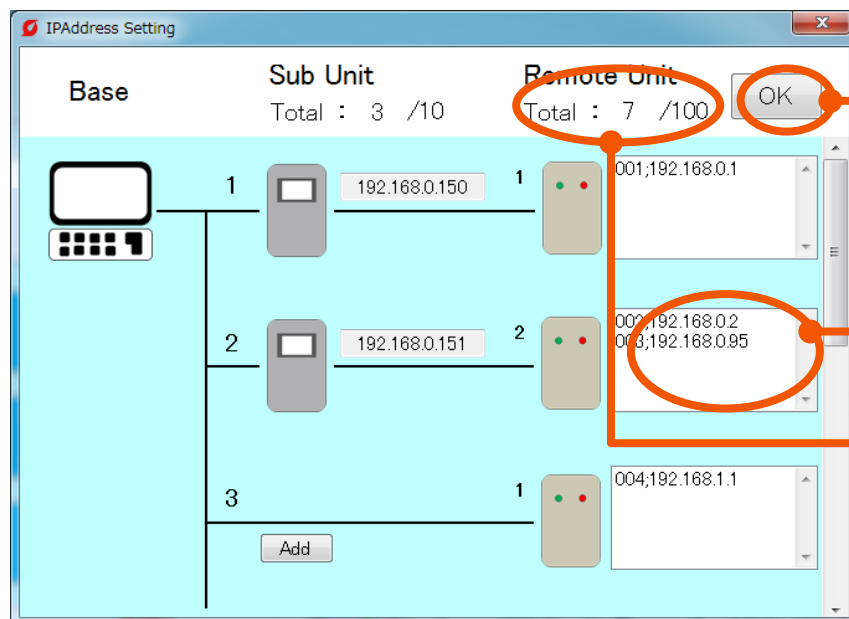 IPAddress Setting
Base
Sub Unit
Remote Unit
Total : 3 /10
Total : 7 /100
OK
1
192.168.0.150
1
001;192.168.0.1
2
192.168.0.151
2
002;192.168.0.2
003;192.168.0.95
3
1
004;192.168.1.1
Add